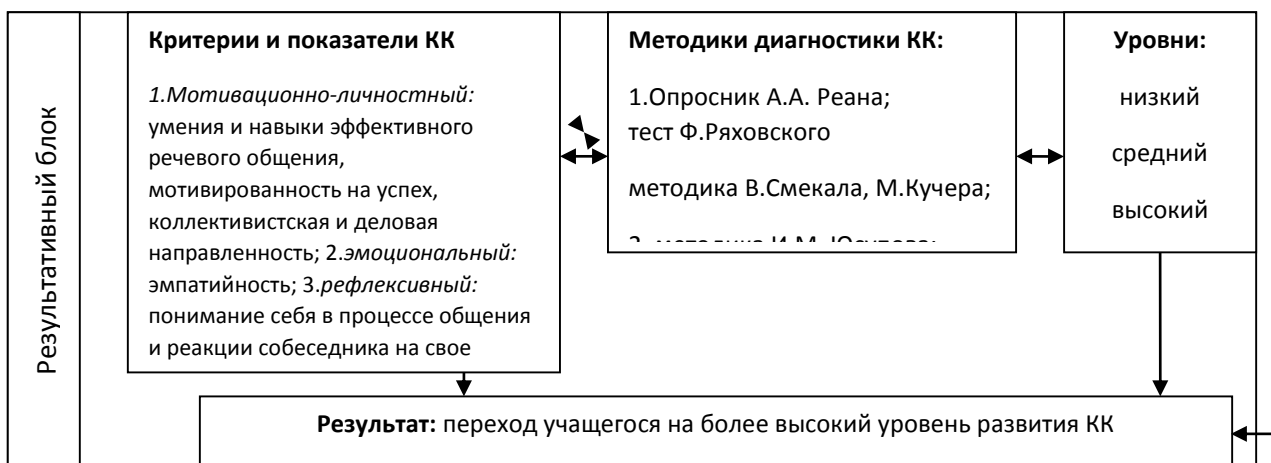 Результативный блок
Критерии и показатели КК
1.Мотивационно-личностный:
умения и навыки эффективного
речевого общения,
мотивированность на успех,
коллективистская и деловая
направленность; 2.эмоциональный:
эмпатийность; 3.рефлексивный:
понимание себя в процессе общения
и реакции собеседника на свое
Методики диагностики КК:
1.Опросник А.А. Реана;
тест Ф.Ряховского
методика В.Смекала, М.Кучера;
Уровни:
низкий
средний
высокий
Результат: переход учащегося на более высокий уровень развития КК